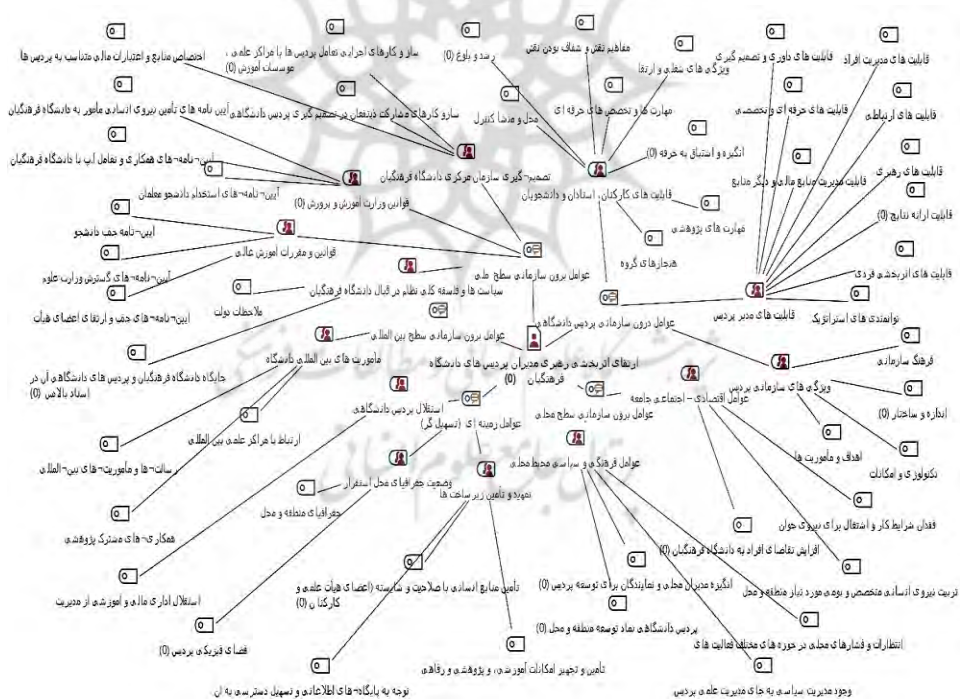 اختصاص منابع و اعتبارات مالی متناسب به پردیس ها
ساز و کارهای اجرایی تعامل پردیس ها با مراکز علمی ،
موسسات آموزش (0)
رشد و بلوغ (0)
مفاهیم نقش و شفاف بودن نقش
ویژگی های شغلی و ارتقا
قابلیت های داوری و تصمیم گیری
قابلیت های مدیریت افراد
آیین نامه های تأمین نیروی انسانی مأمور به دانشگاه فرهنگیان
سازو کارهای مشارکت ذینفعان در تصمیم گیری پردیس دانشگاهی
محل و منشا کنترل
مهارت ها و تخصص های حرفه ای
قابلیت های حرفه ای و تخصصی
قابلیت های ارتباطی
انگیزه و اشتیاق به حرفه (0)
آیین¬نامه¬های همکاری و تعامل آپ با دانشگاه فرهنگیان
تصمیم¬گیری سازمان مرکزی دانشگاه فرهنگیان
قابلیت های رهبری
قابلیت مدیریت منابع مالی و دیگر منابع
آیین¬نامه¬های استخدام دانشجو معلمان
قوانین وزارت آموزش و پرورش (0)
قابلیت های کارکنان، استادان و دانشجویان
قابلیت ارائه نتایج (0)
آیین¬نامه جذب دانشجو
مهارت های پژوهشی
قوانین و مقررات آموزش عالی
هنجارهای گروه
قابلیت های اثربخشی فردی
آیین¬نامه¬های گسترش وزارت علوم
عوامل برون سازمانی سطح ملی
سیاست ها و فلسفه کلی نظام در قبال دانشگاه فرهنگیان
ملاحظات دولت
توانمندی های استراتژیک
قابلیت های مدیر پردیس
آیین¬نامه¬های جذب و ارتقای اعضای هیأت
عوامل برون سازمانی سطح بین المللی
عوامل درون سازمانی پردیس دانشگاهی
مأموریت های بین المللی دانشگاه
ارتقای اثربخشی رهبری مدیران پردیس های دانشگاه
فرهنگیان (0)
فرهنگ سازمانی
جایگاه دانشگاه فرهنگیان و پردیس های دانشگاهی آن در
اسناد بالادس (0)
ویژگی های سازمانی پردیس
عوامل اقتصادی – اجتماعی جامعه
استقلال پردیس دانشگاهی
عوامل برون سازمانی سطح محلی
اندازه و ساختار (0)
عوامل زمینه ای (تسهیل گر)
ارتباط با مراکز علمی بین المللی
اهداف و مأموریت ها
رسالت¬ها و مأموریت¬های بین¬المللی
عوامل فرهنگی و سیاسی محیط محلی
تکنولوژی و امکانات
وضعیت جغرافیای محل استقرار
تمهید و تأمین زیر ساخت ها
جغرافیای منطقه و محل
فقدان شرایط کار و اشتغال برای نیروی جوان
همکاری¬های مشترک پژوهشی
افزایش تقاضای افراد به دانشگاه فرهنگیان (0)
تأمین منابع انسانی با صلاحیت و شایسته (اعضای هیأت علمی و
کارکنان (0)
انگیزه مدیران محلی و نمایندگان برای توسعه پردیس (0)
تربیت نیروی انسانی متخصص و بومی مورد نیاز منطقه و محل
استقلال اداری مالی و آموزشی از مدیریت
پردیس دانشگاهی نماد توسعه منطقه و محل (0)
انتظارات و فشارهای محلی در حوزه های مختلف فعالیت های
فضای فیزیکی پردیس (0)
تأمین و تجهیز امکانات آموزشی، و پژوهشی و رفاهی
توجه به پایگاه¬های اطلاعاتی و تسهیل دسترسی به آن
وجود مدیریت سیاسی به جای مدیریت علمی پردیس